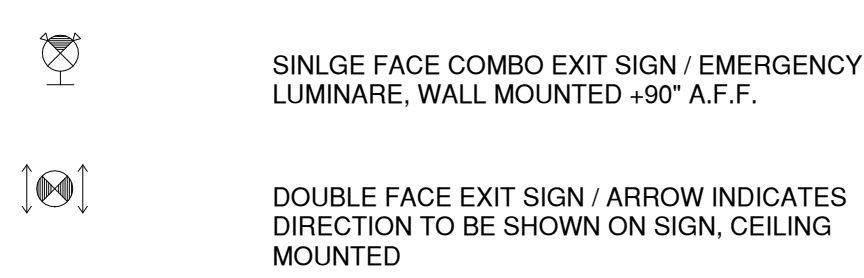 SINLGE FACE COMBO EXIT SIGN / EMERGENCY
LUMINARE, WALL MOUNTED +90" A.F.F.
DOUBLE FACE EXIT SIGN / ARROW INDICATES
DIRECTION TO BE SHOWN ON SIGN, CEILING
MOUNTED